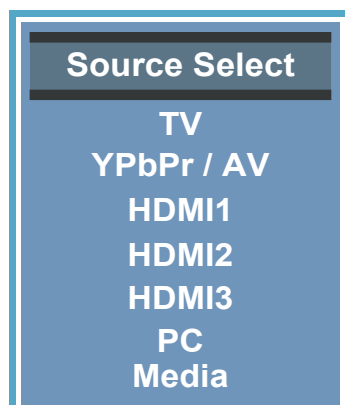 Source Select
TV
YPbPr / AV
HDMI1
HDMI2
HDMI3
PC
Media